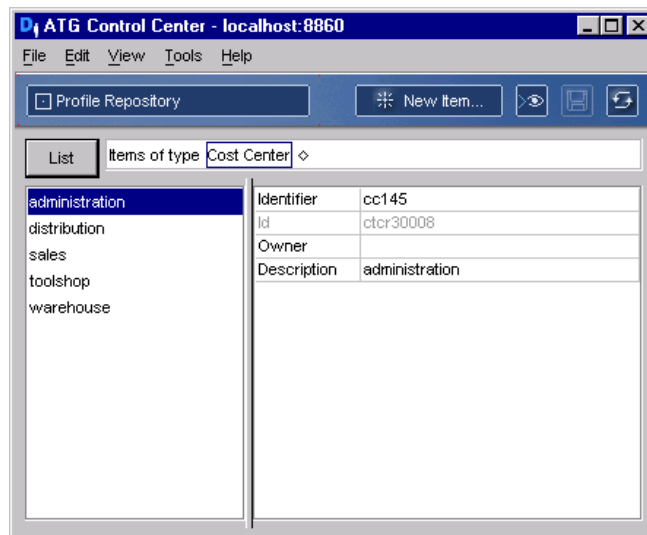 ATG Control Center - localhost:8860
File Edit View Tools Help
Profile Repository New Item...
List Items of type Cost Center
administration
distribution
sales
toolshop
warehouse
Identifier cc145
Id ctcr30008
Owner
Description administration